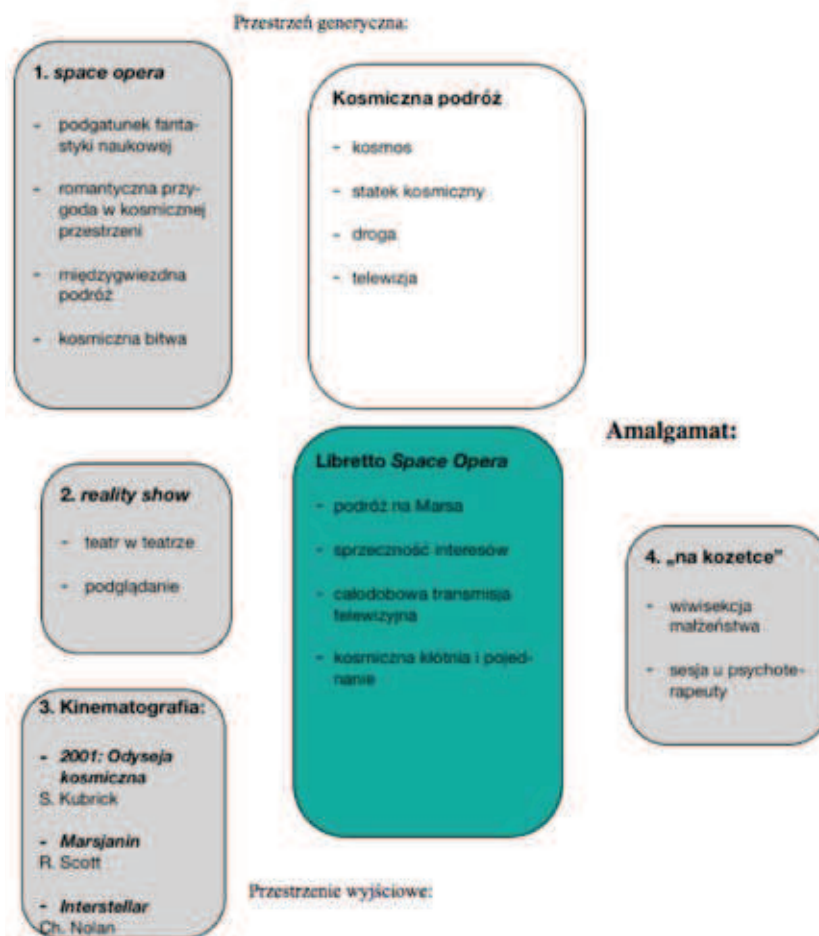 Przestrzeń generyczna:
1. space opera
- podgatunek fanta-
styki naukowej
- romantyczna przy-
goda w kosmicznej
przestrzeni
- międzygwiezdna
podróż
- kosmiczna bitwa
Kosmiczna podróż
- kosmos
- statek kosmiczny
- droga
- telewizja
Amalgamat:
2. reality show
- teatr w teatrze
- podglądanie
Libretto Space Opera
- podróż na Marsa
- sprzeczność interesów
- całodobowa transmisja
telewizyjna
- kosmiczna kłótnia i pojed-
nanie
4. „na kozetce”
- wiwisekcja
małżeństwa
- sesja u psychote-
rapeuty
3. Kinematografia:
- 2001: Odyseja
kosmiczna
S. Kubrick
- Marsjanin
R. Scott
- Interstellar
Ch. Nolan
Przestrzenie wyjściowe: